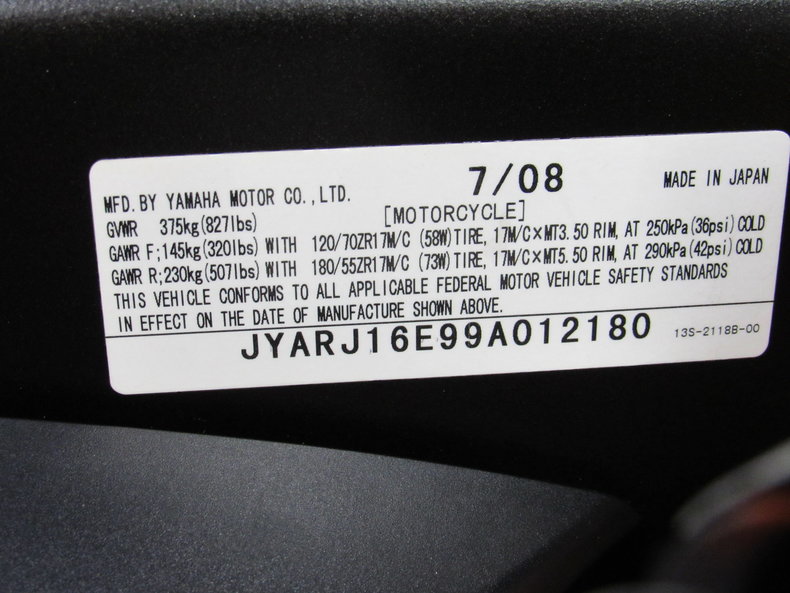 MFD. BY YAMAHA MOTOR CO., LTD. 7/08 MADE IN JAPAN
GVWR 375kg(827lbs) [MOTORCYCLE]
GAWR F;145kg(320lbs) WITH 120/70ZR17M/C (58W)TIRE, 17M/C×MT3.50 RIM, AT 250kPa(36psi)COLD
GAWR R;230kg(507lbs) WITH 180/55ZR17M/C (73W)TIRE, 17M/C×MT5.50 RIM, AT 290kPa(42psi)COLD
THIS VEHICLE CONFORMS TO ALL APPLICABLE FEDERAL MOTOR VEHICLE SAFETY STANDARDS
IN EFFECT ON THE DATE OF MANUFACTURE SHOWN ABOVE.
JYARJ16E99A012180 13S-2118B-00